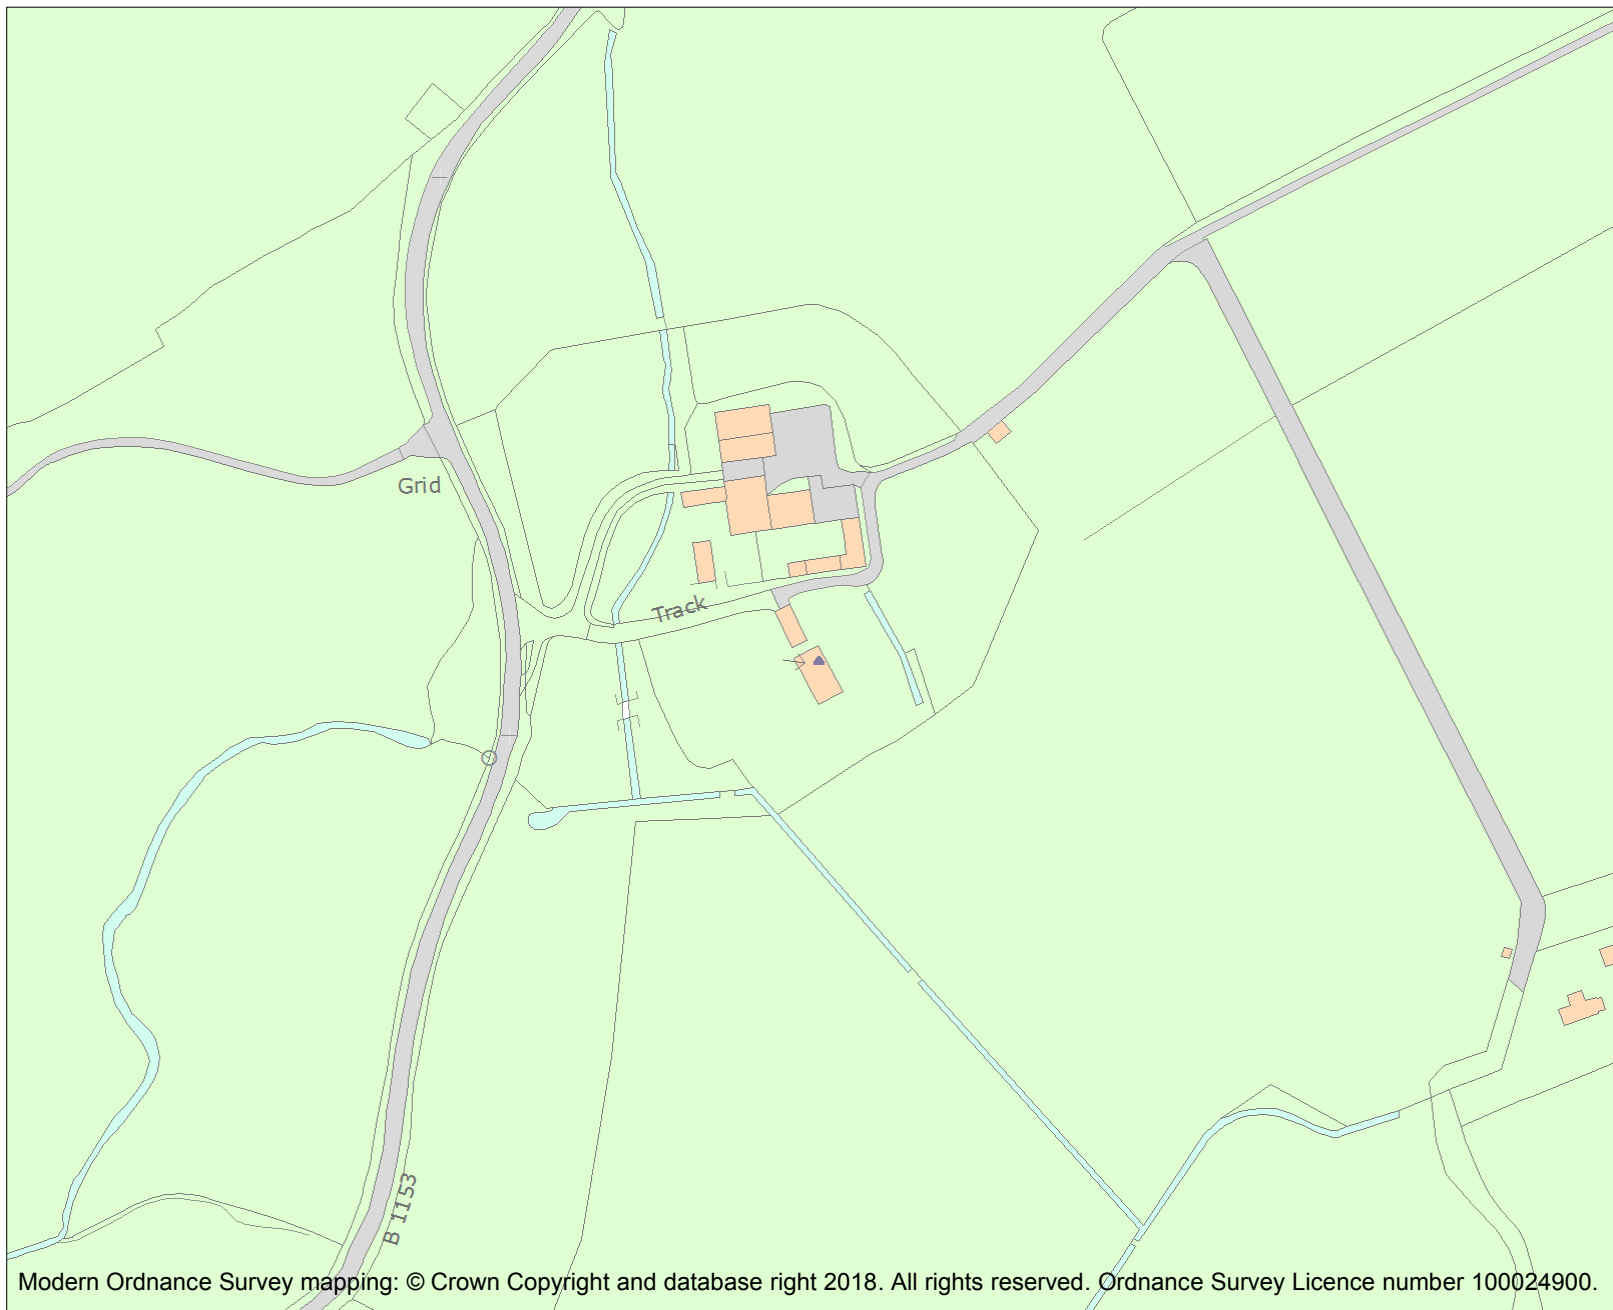 Grid
Track
B 1153
Modern Ordnance Survey mapping: © Crown Copyright and database right 2018. All rights reserved. Ordnance Survey Licence number 100024900.